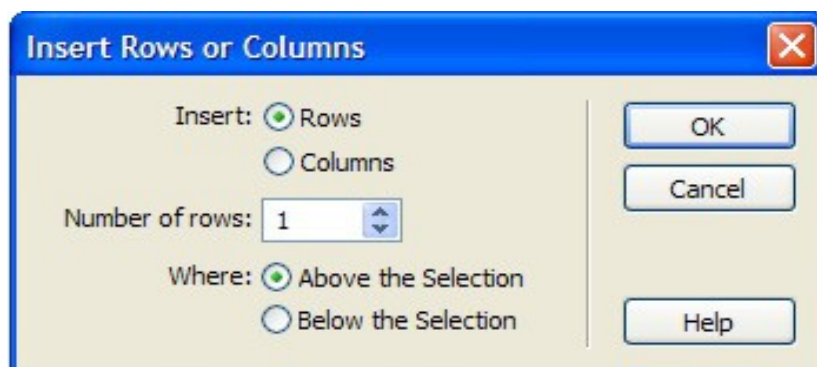 Insert Rows or Columns
Insert: Rows
Columns
Number of rows: 1
Where: Above the Selection
Below the Selection
OK
Cancel
Help